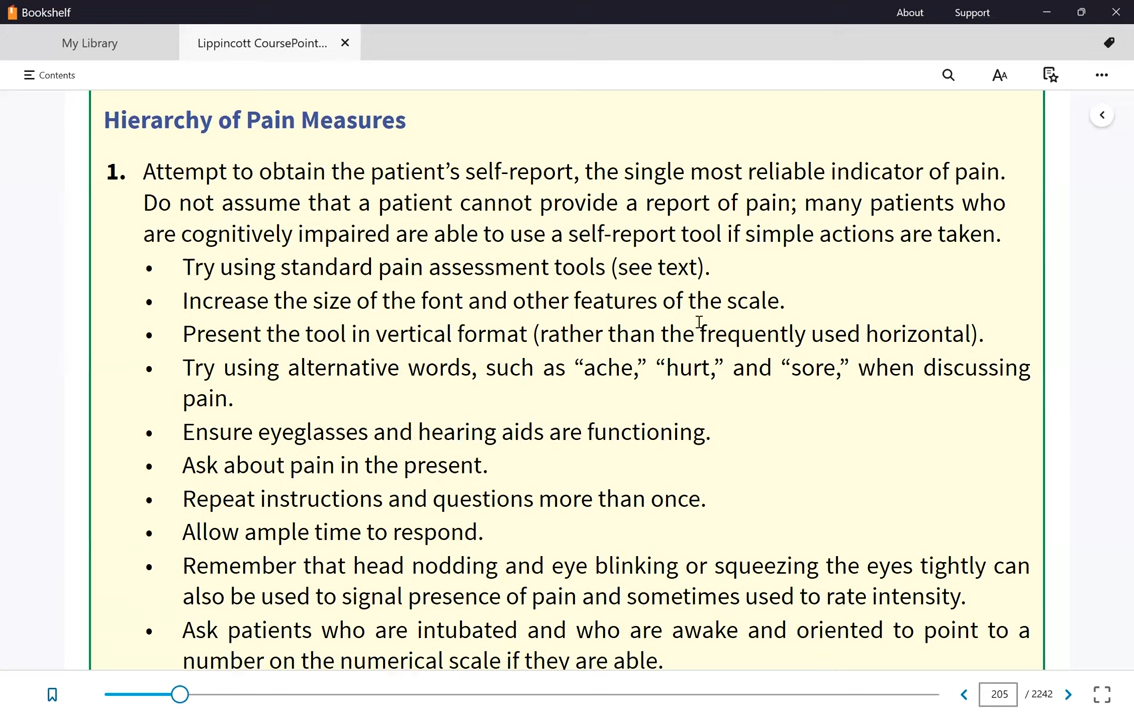 Bookshelf
About
Support
My Library
Lippincott CoursePoint...
Contents
Hierarchy of Pain Measures
1. Attempt to obtain the patient’s self-report, the single most reliable indicator of pain.
Do not assume that a patient cannot provide a report of pain; many patients who
are cognitively impaired are able to use a self-report tool if simple actions are taken.
• Try using standard pain assessment tools (see text).
• Increase the size of the font and other features of the scale.
• Present the tool in vertical format (rather than the frequently used horizontal).
• Try using alternative words, such as “ache,” “hurt,” and “sore,” when discussing
pain.
• Ensure eyeglasses and hearing aids are functioning.
• Ask about pain in the present.
• Repeat instructions and questions more than once.
• Allow ample time to respond.
• Remember that head nodding and eye blinking or squeezing the eyes tightly can
also be used to signal presence of pain and sometimes used to rate intensity.
• Ask patients who are intubated and who are awake and oriented to point to a
number on the numerical scale if they are able.
205 / 2242